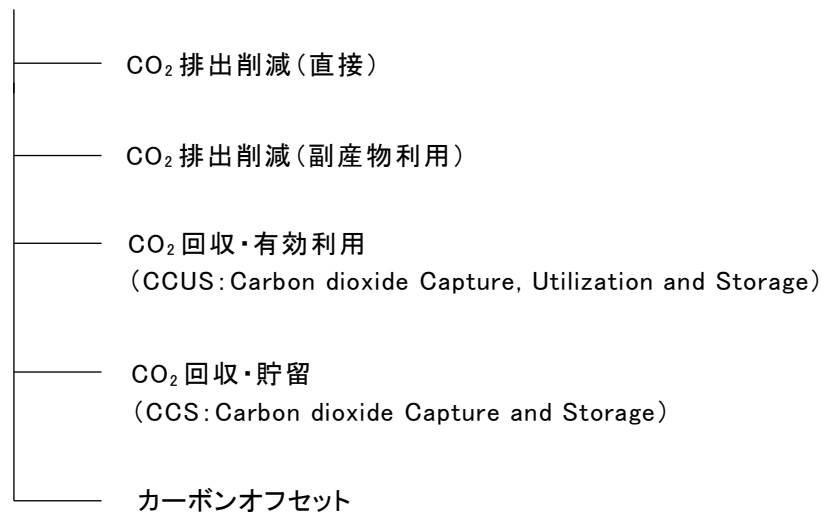 CO₂排出削減（直接）
CO₂排出削減（副産物利用）
CO₂回収・有効利用
（CCUS：Carbon dioxide Capture, Utilization and Storage）
CO₂回収・貯留
（CCS：Carbon dioxide Capture and Storage）
カーボンオフセット